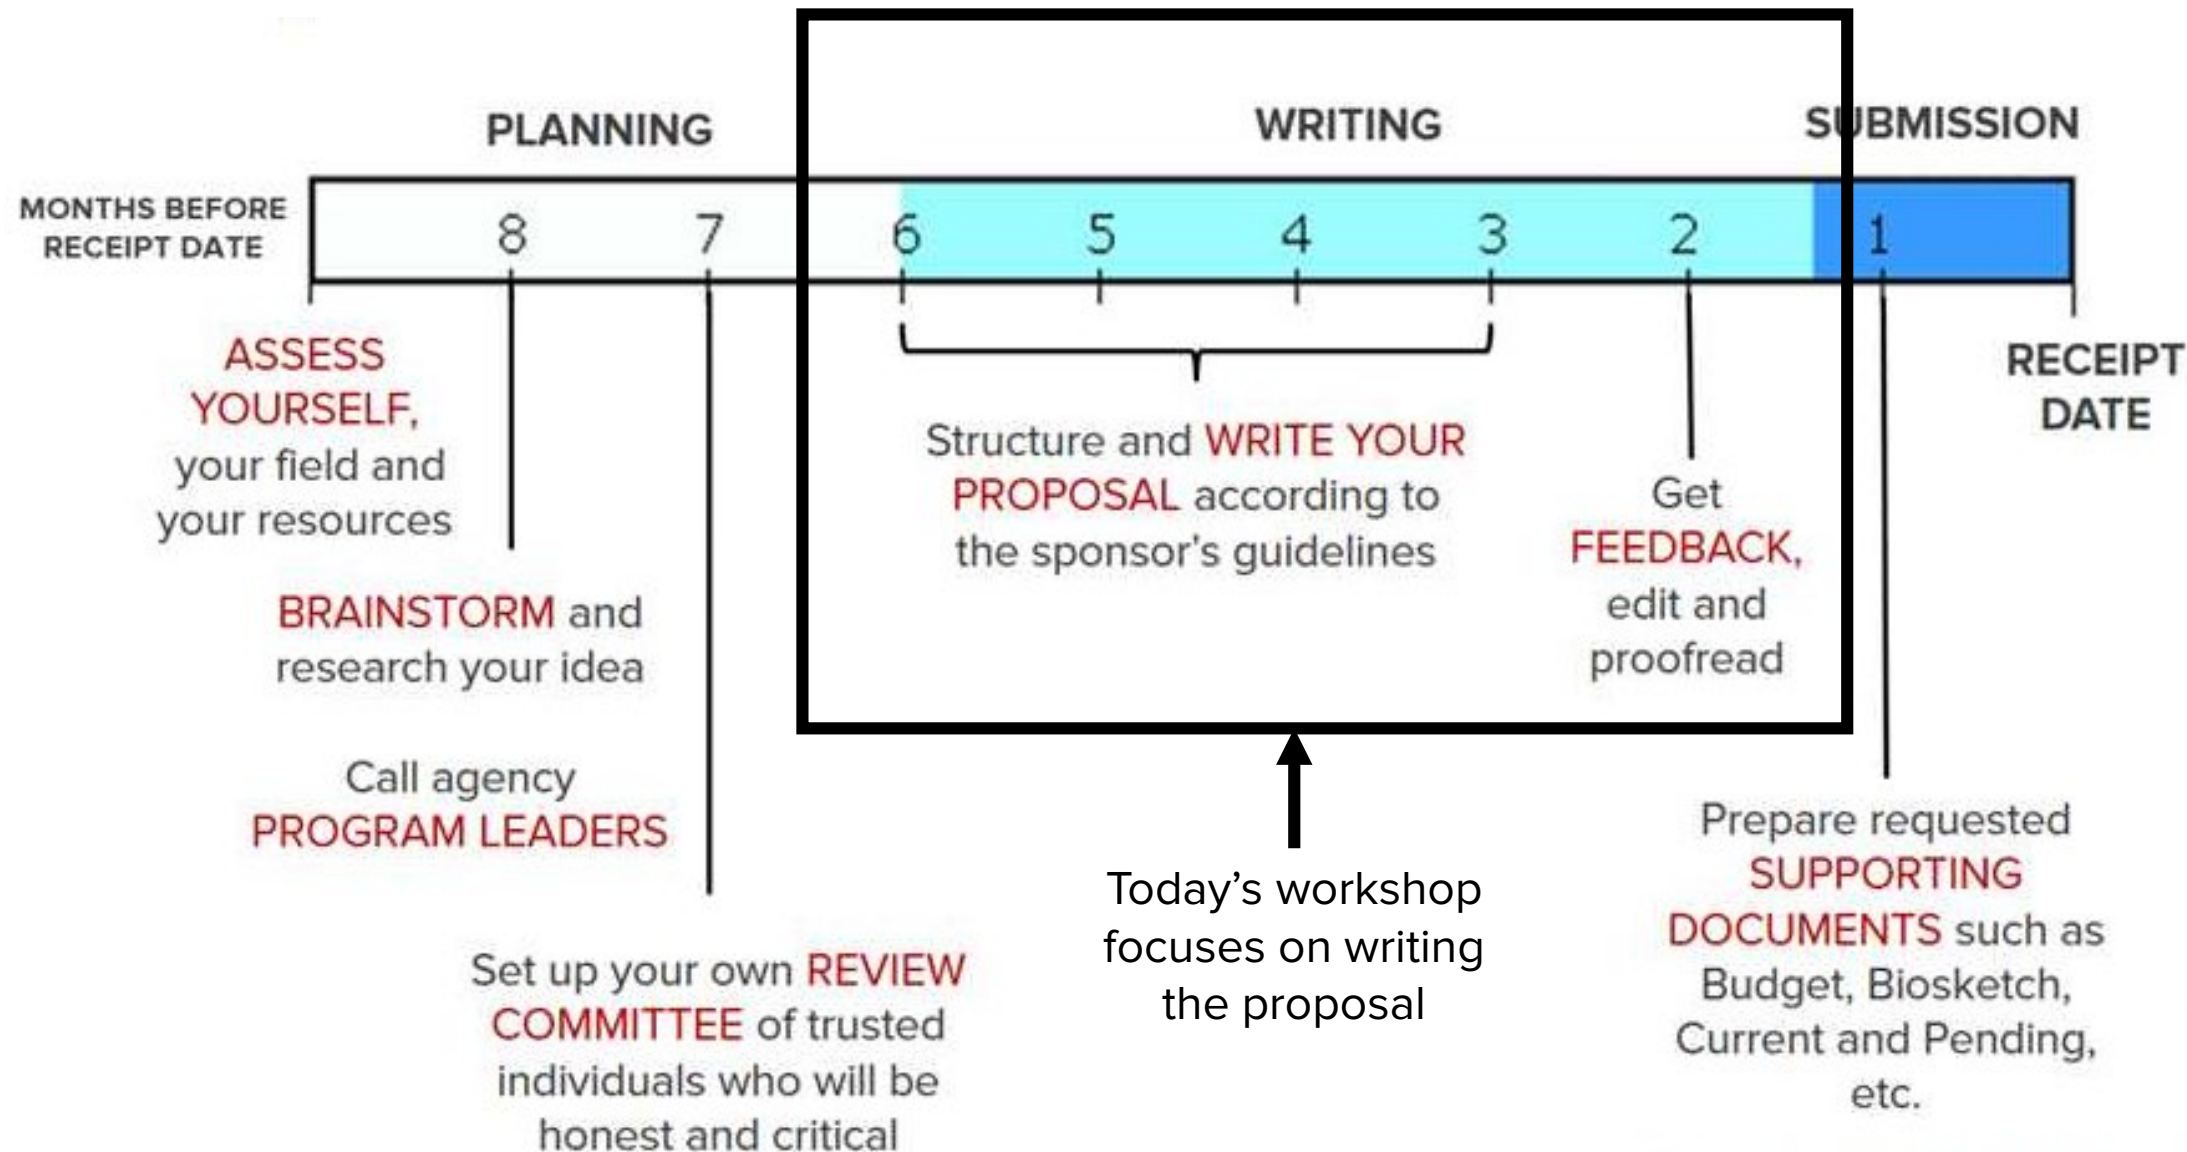 PLANNING
WRITING
SUBMISSION
MONTHS BEFORE
RECEIPT DATE
8 7 6 5 4 3 2 1
RECEIPT
DATE
ASSESS
YOURSELF,
your field and
your resources
BRAINSTORM and
research your idea
Call agency
PROGRAM LEADERS
Set up your own REVIEW
COMMITTEE of trusted
individuals who will be
honest and critical
Structure and WRITE YOUR
PROPOSAL according to
the sponsor's guidelines
Get
FEEDBACK,
edit and
proofread
Today’s workshop
focuses on writing
the proposal
Prepare requested
SUPPORTING
DOCUMENTS such as
Budget, Biosketch,
Current and Pending,
etc.